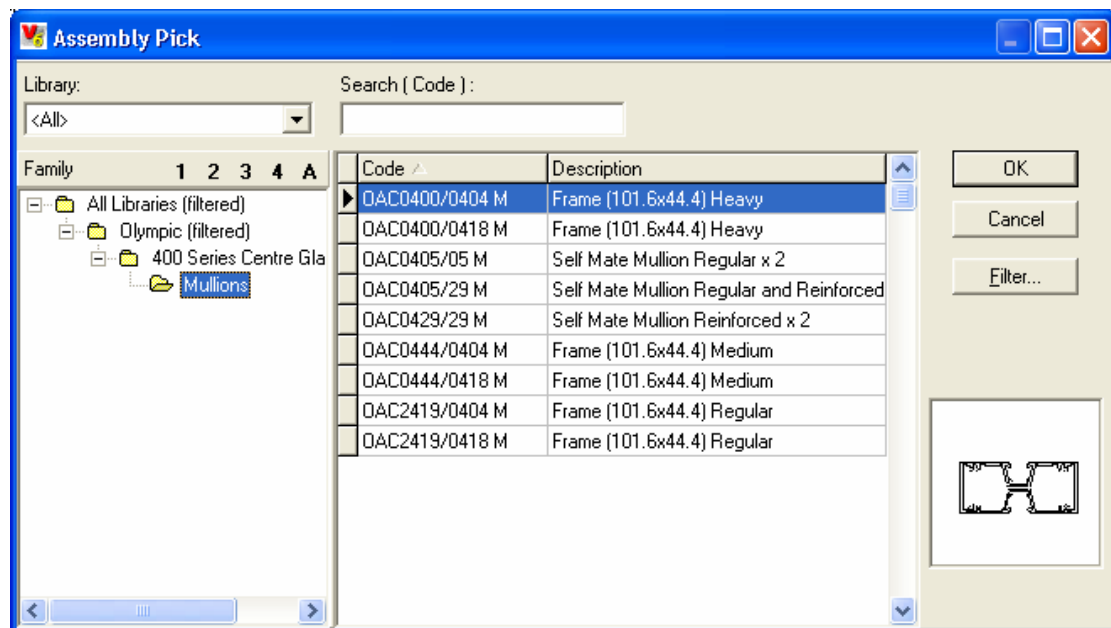 Assembly Pick
Library:
Search ( Code ) :
<All>
Family 1 2 3 4 A
Code Description
All Libraries (filtered)
Olympic (filtered)
400 Series Centre Gla
Mullions
OAC0400/0404 M Frame (101.6x44.4) Heavy
OAC0400/0418 M Frame (101.6x44.4) Heavy
OAC0405/05 M Self Mate Mullion Regular x 2
OAC0405/29 M Self Mate Mullion Regular and Reinforced
OAC0429/29 M Self Mate Mullion Reinforced x 2
OAC0444/0404 M Frame (101.6x44.4) Medium
OAC0444/0418 M Frame (101.6x44.4) Medium
OAC2419/0404 M Frame (101.6x44.4) Regular
OAC2419/0418 M Frame (101.6x44.4) Regular
OK
Cancel
Filter...